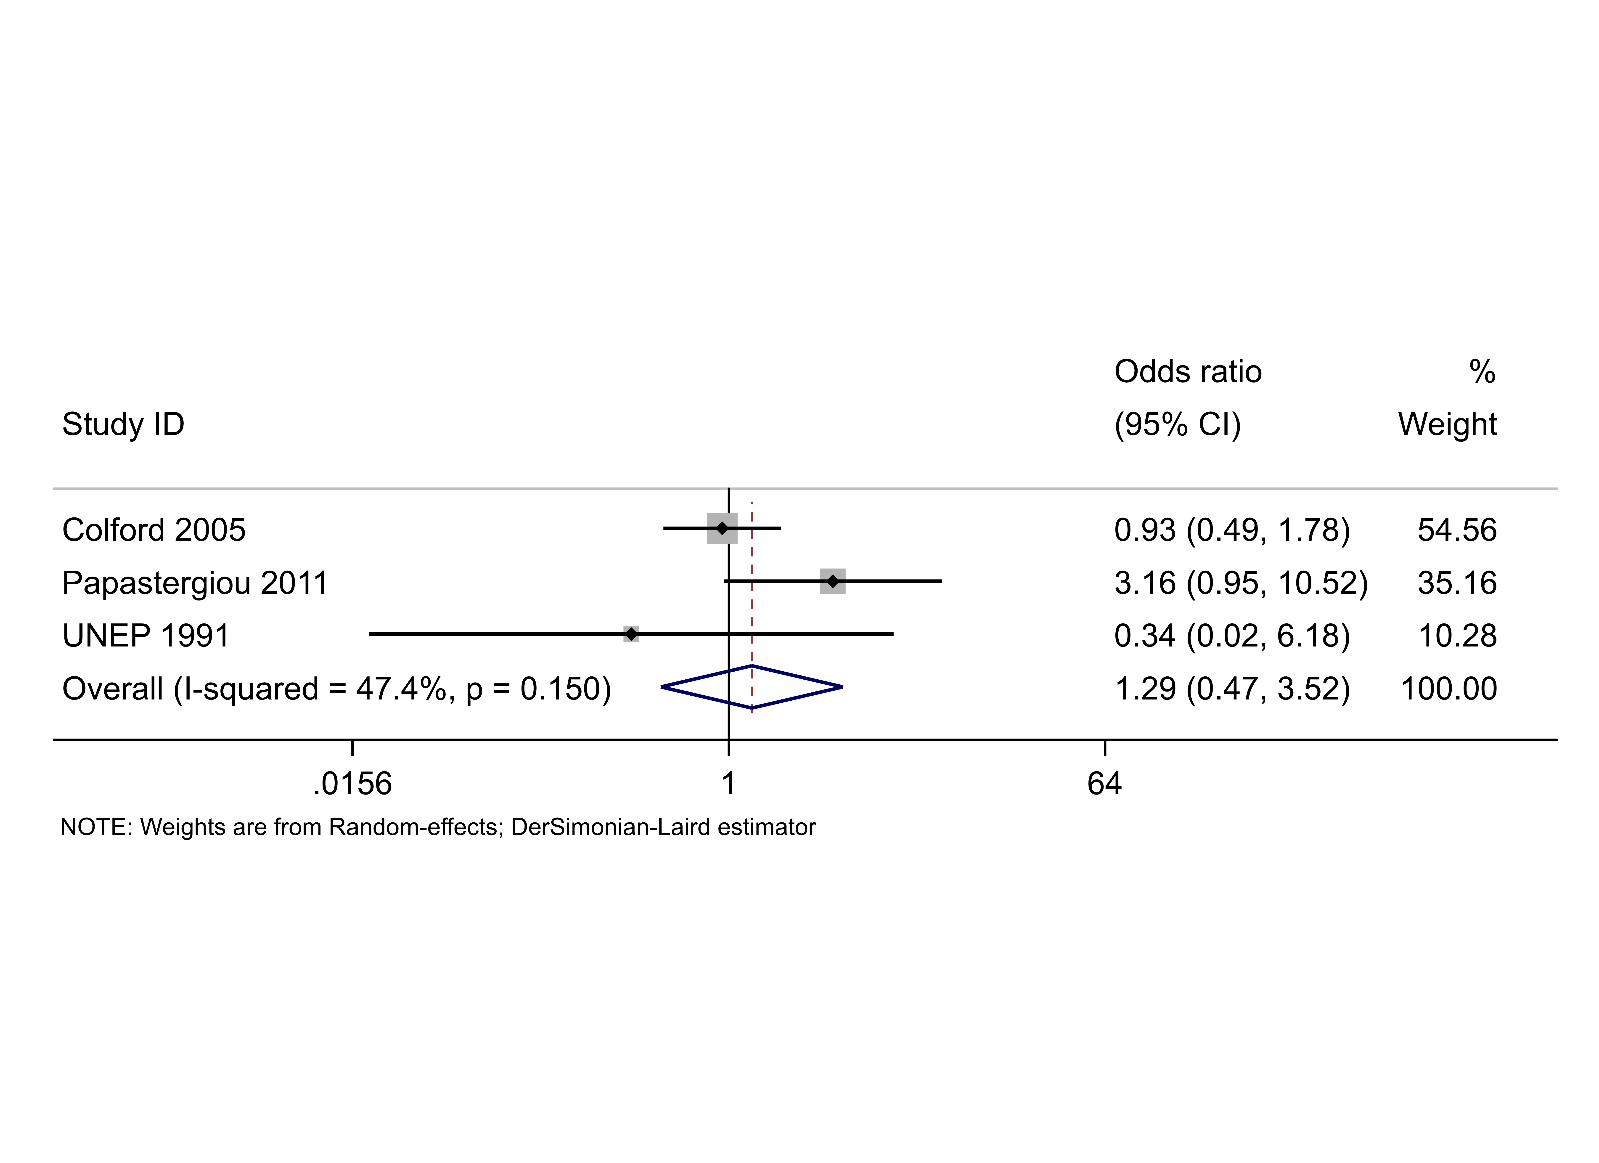 Odds ratio %
Study ID (95% CI) Weight
Colford 2005 0.93 (0.49, 1.78) 54.56
Papastergiou 2011 3.16 (0.95, 10.52) 35.16
UNEP 1991 0.34 (0.02, 6.18) 10.28
Overall (I-squared = 47.4%, p = 0.150) 1.29 (0.47, 3.52) 100.00
.0156 1 64
NOTE: Weights are from Random-effects; DerSimonian-Laird estimator